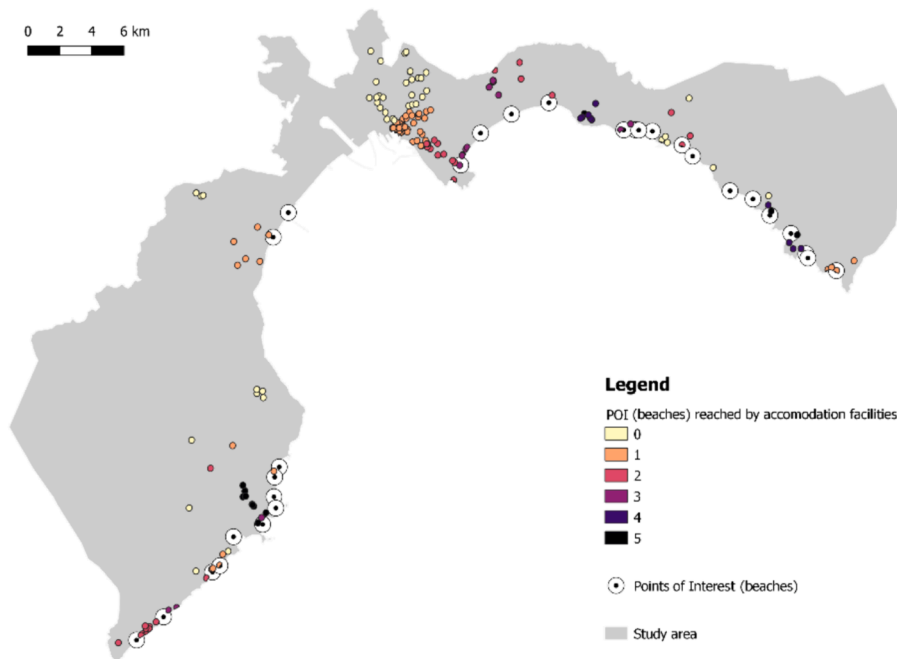 0 2 4 6 km
Legend
POI (beaches) reached by accomodation facilities
0
1
2
3
4
5
Points of Interest (beaches)
Study area